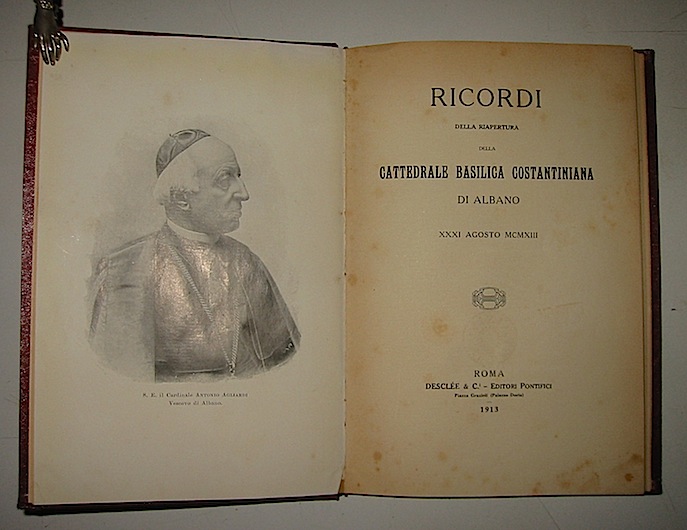 S. E. il Cardinale ANTONIO AGLIARDI
Vescovo di Albano.
RICORDI
DELLA RIAPERTURA
DELLA
CATTEDRALE BASILICA COSTANTINIANA
DI ALBANO
XXXI AGOSTO MCMXIII
ROMA
DESCLÉE & C.i - EDITORI PONTIFICI
Piazza Grazioli (Palazzo Doria)
1913